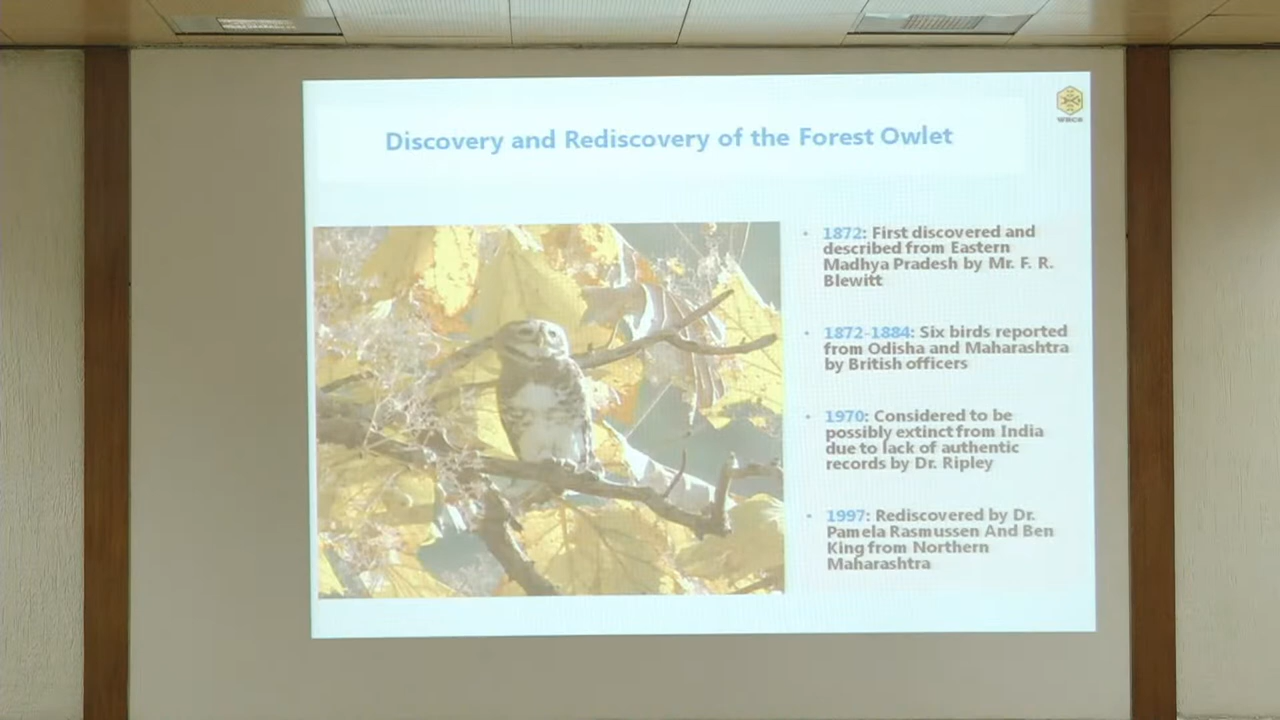 WRCS
Discovery and Rediscovery of the Forest Owlet
• 1872: First discovered and
described from Eastern
Madhya Pradesh by Mr. F. R.
Blewitt
• 1872-1884: Six birds reported
from Odisha and Maharashtra
by British officers
• 1970: Considered to be
possibly extinct from India
due to lack of authentic
records by Dr. Ripley
• 1997: Rediscovered by Dr.
Pamela Rasmussen And Ben
King from Northern
Maharashtra